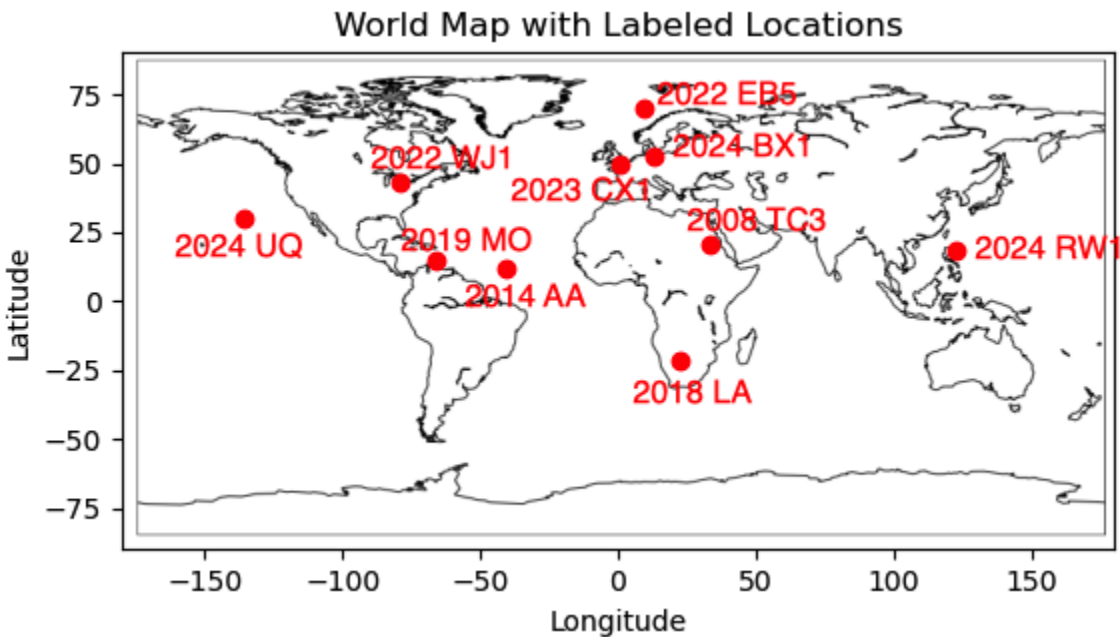 World Map with Labeled Locations
75
2022 EB5
2022 WJ1
2024 BX1
50
2023 CX1
2008 TC3
25
2024 UQ
2019 MO
2024 RW1
2014 AA
0
−25
2018 LA
−50
−75
Latitude
−150 −100 −50 0 50 100 150
Longitude